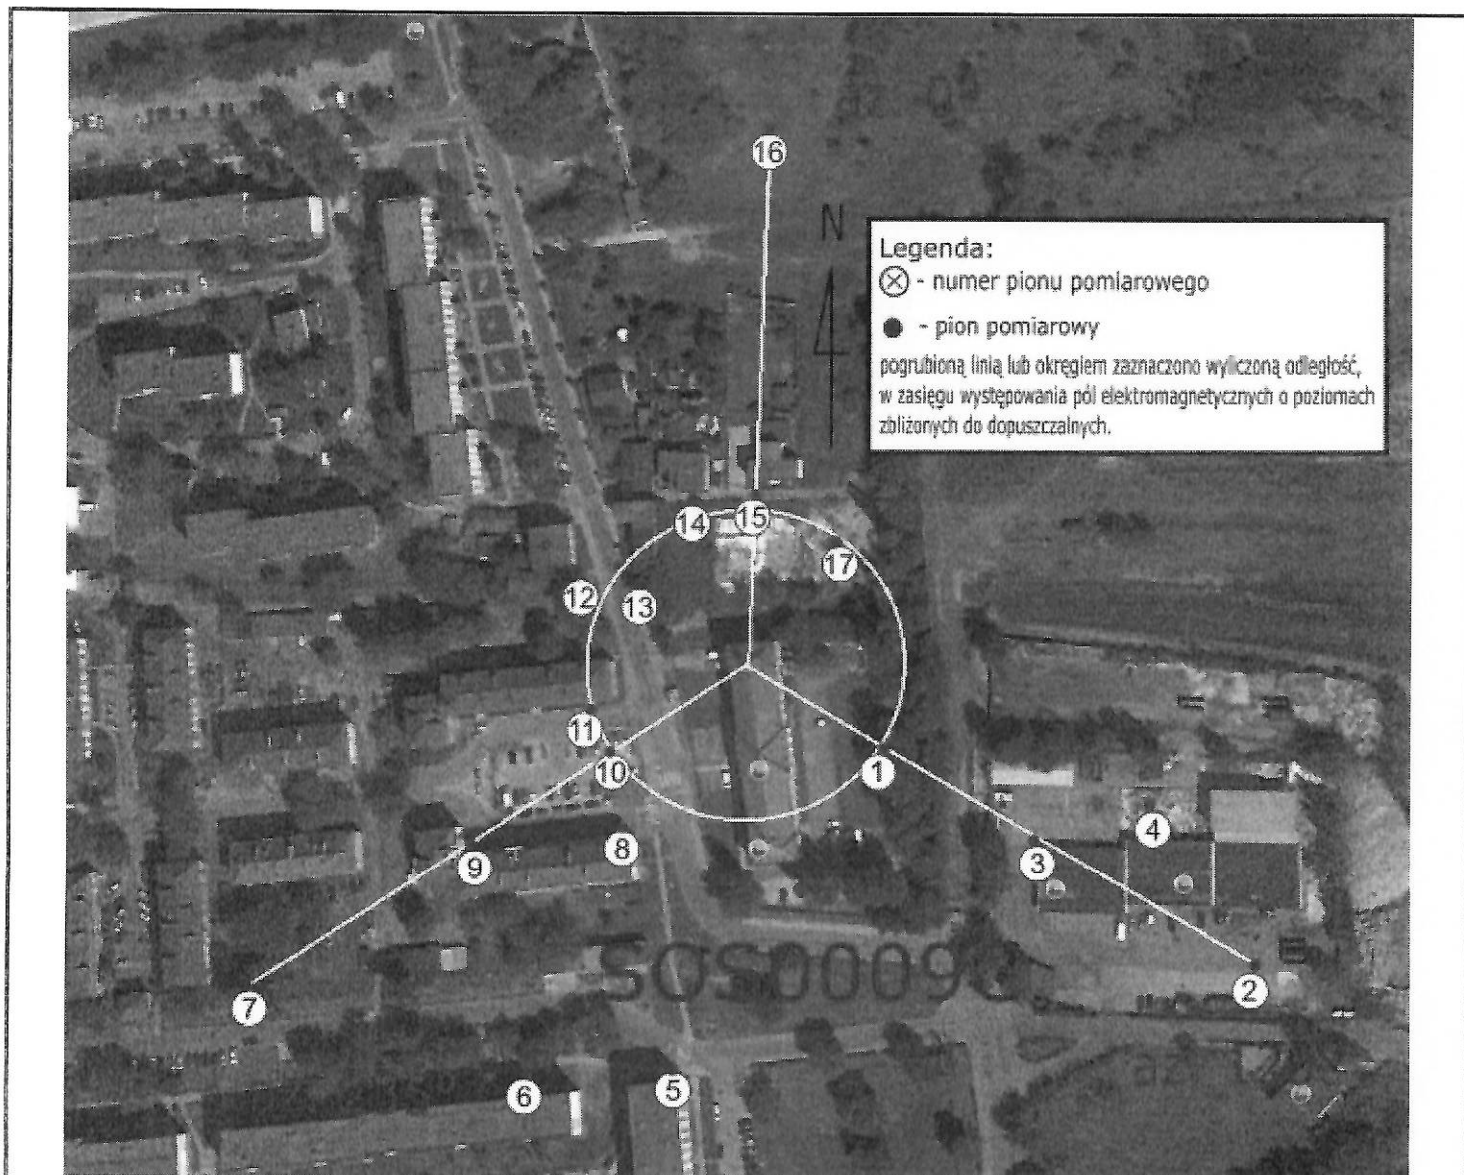 16
N
Legenda:
- numer pionu pomiarowego
- pion pomiarowy
pogrubioną linią lub okręgiem zaznaczono wyliczoną odległość,
w zasięgu występowania pól elektromagnetycznych o poziomach
zbliżonych do dopuszczalnych.
14
15
17
12
13
11
10
1
9
8
3
4
7
2
6
5